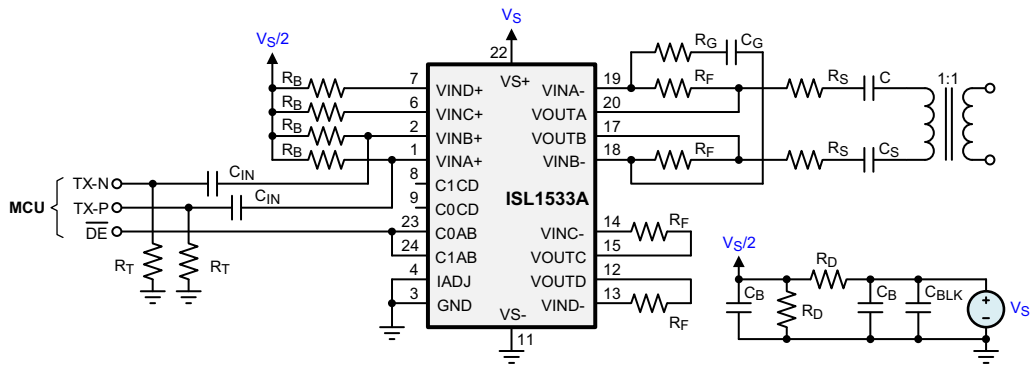 VS
22
VS+
VS/2
RB
RB
RB
RB
7 VIND+
6 VINC+
2 VINB+
1 VINA+
8 C1CD
9 C0CD
23 C0AB
24 C1AB
4 IADJ
3 GND
VS-
11
ISL1533A
MCU
TX-N
TX-P
DE
CIN
CIN
RT
RT
19 VINA-
20 VOUTA
17 VOUTB
18 VINB-
14 VINC-
15 VOUTC
12 VOUTD
13 VIND-
RG
CG
RF
RF
RS
C
RS
CS
1:1
RF
RF
VS/2
CB
RD
RD
CB
CBLK
+
-
VS